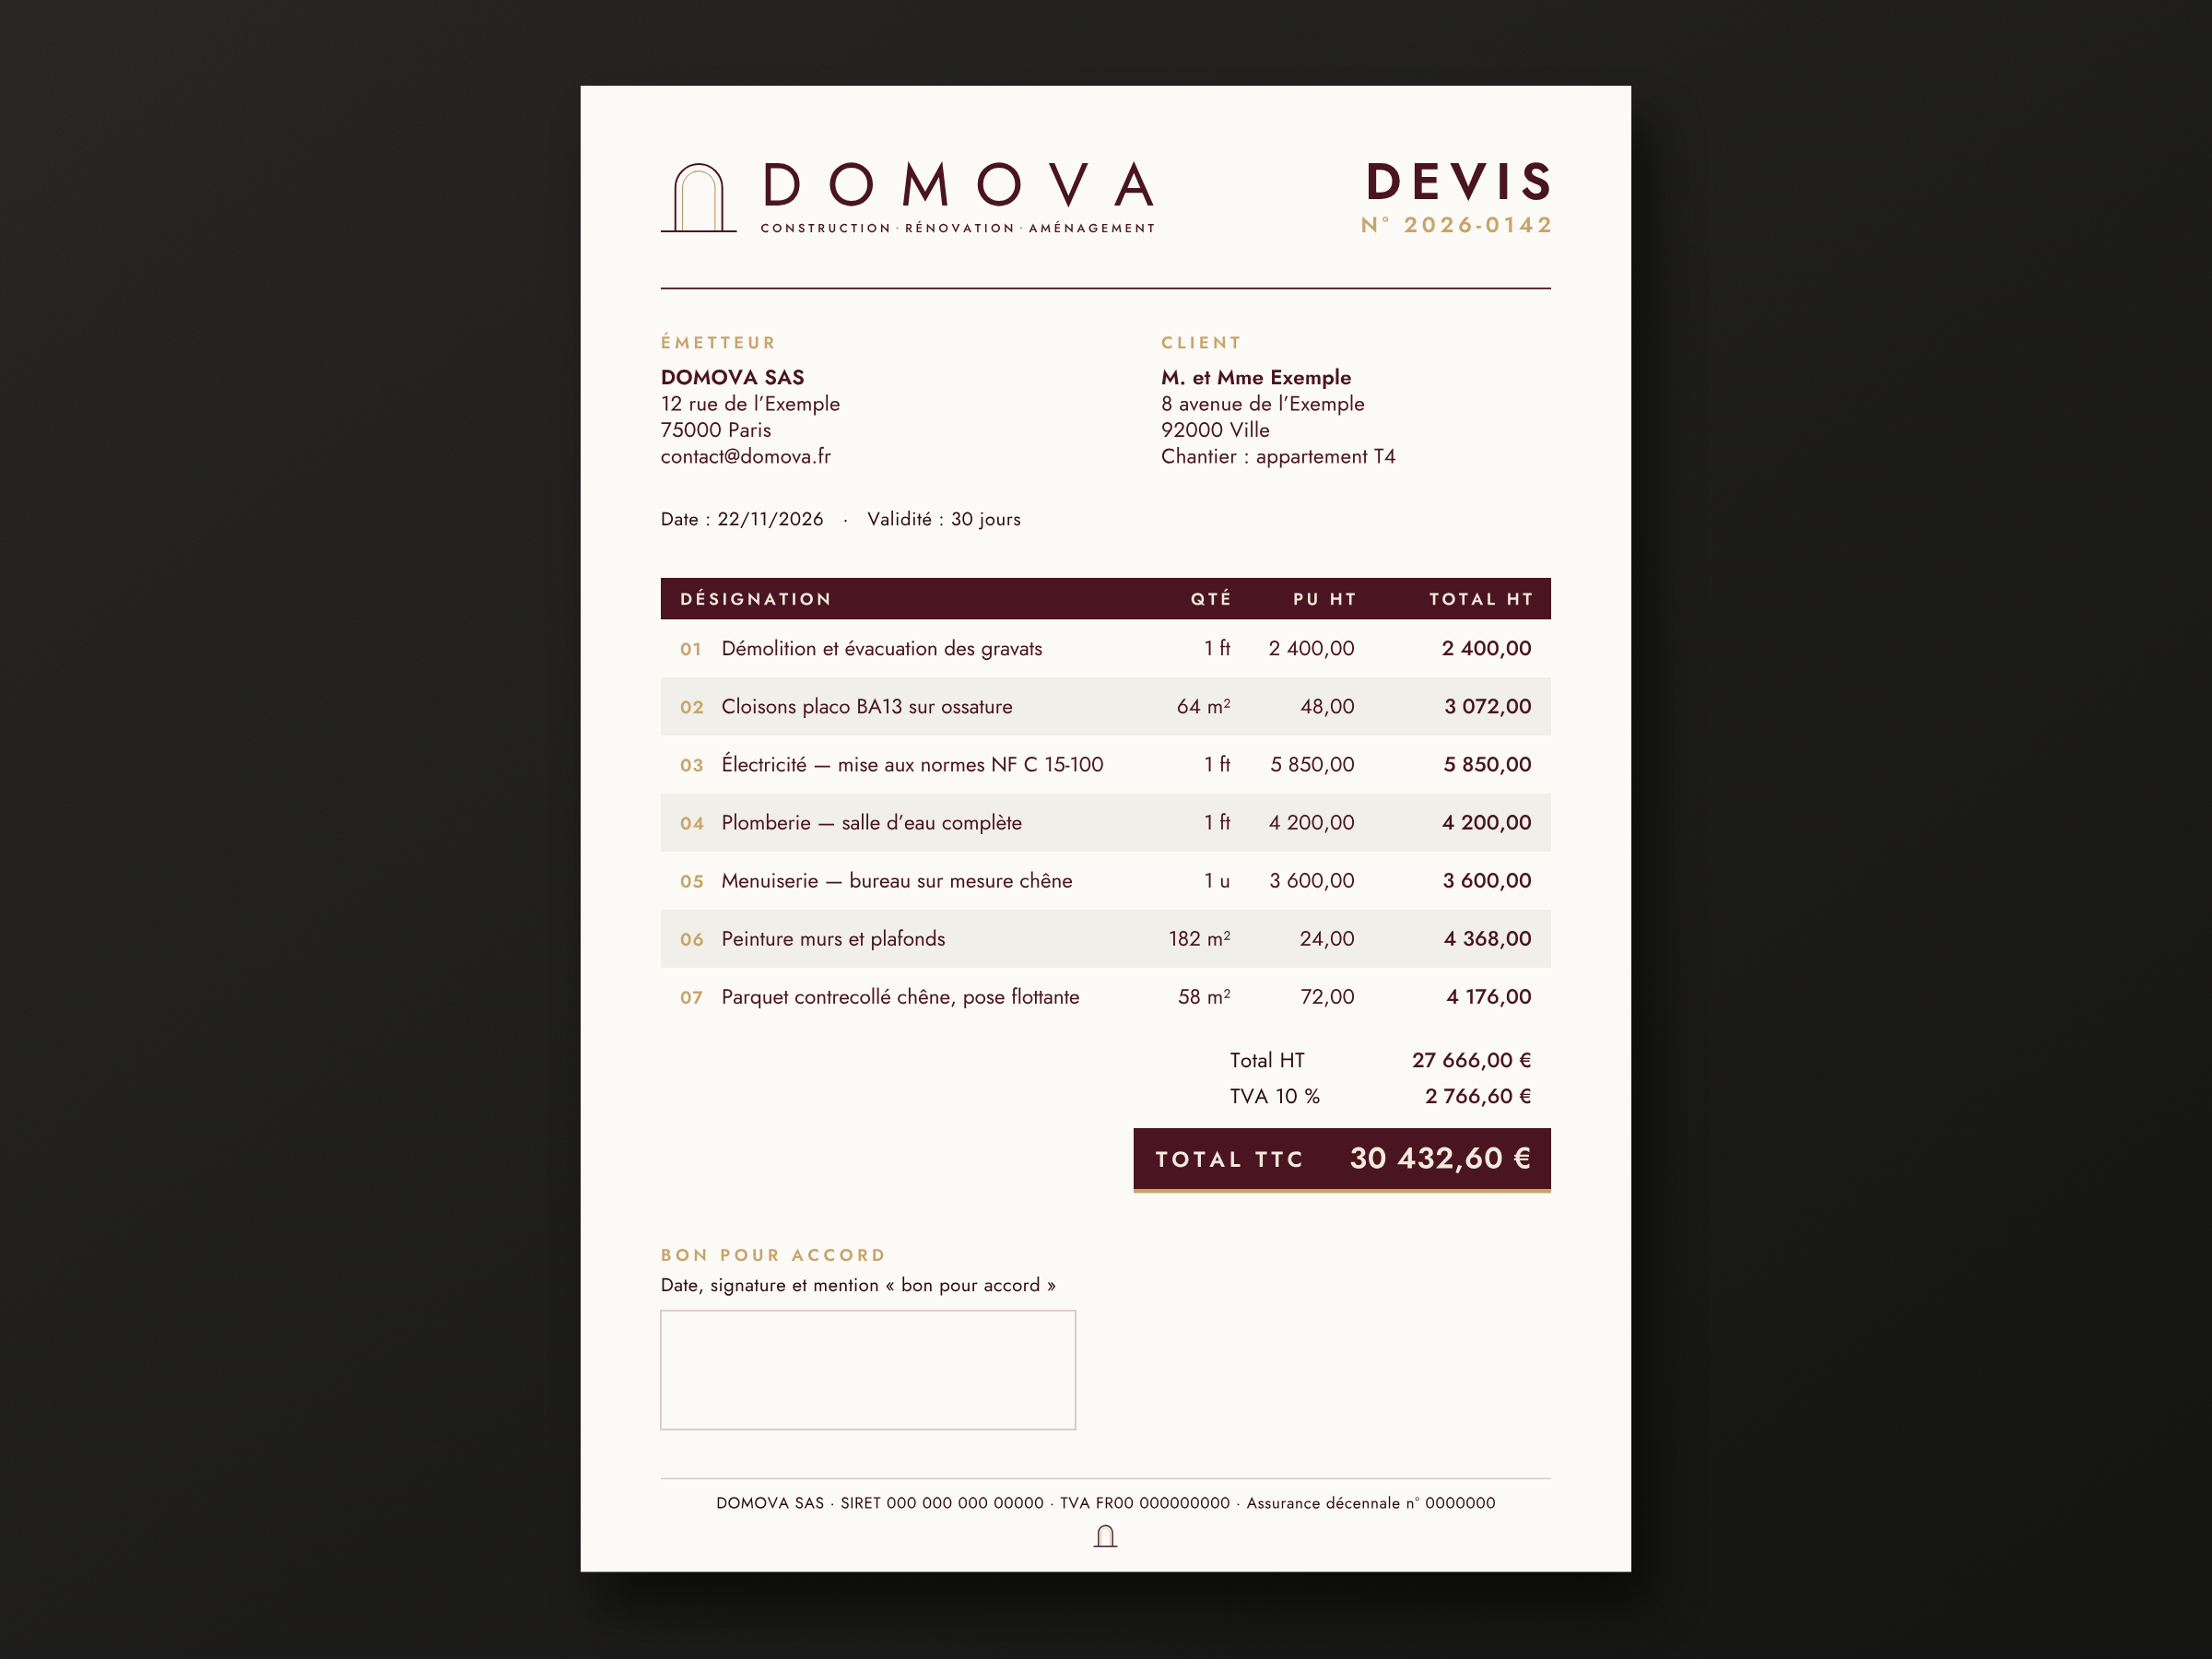 DOMOVA
CONSTRUCTION · RÉNOVATION · AMÉNAGEMENT
DEVIS
N° 2026-0142
ÉMETTEUR
DOMOVA SAS
12 rue de l’Exemple
75000 Paris
contact@domova.fr
CLIENT
M. et Mme Exemple
8 avenue de l’Exemple
92000 Ville
Chantier : appartement T4
Date : 22/11/2026 · Validité : 30 jours
DÉSIGNATION QTÉ PU HT TOTAL HT
01 Démolition et évacuation des gravats 1 ft 2 400,00 2 400,00
02 Cloisons placo BA13 sur ossature 64 m² 48,00 3 072,00
03 Électricité — mise aux normes NF C 15-100 1 ft 5 850,00 5 850,00
04 Plomberie — salle d’eau complète 1 ft 4 200,00 4 200,00
05 Menuiserie — bureau sur mesure chêne 1 u 3 600,00 3 600,00
06 Peinture murs et plafonds 182 m² 24,00 4 368,00
07 Parquet contrecollé chêne, pose flottante 58 m² 72,00 4 176,00
Total HT 27 666,00 €
TVA 10 % 2 766,60 €
TOTAL TTC 30 432,60 €
BON POUR ACCORD
Date, signature et mention « bon pour accord »
DOMOVA SAS · SIRET 000 000 000 00000 · TVA FR00 000000000 · Assurance décennale n° 0000000